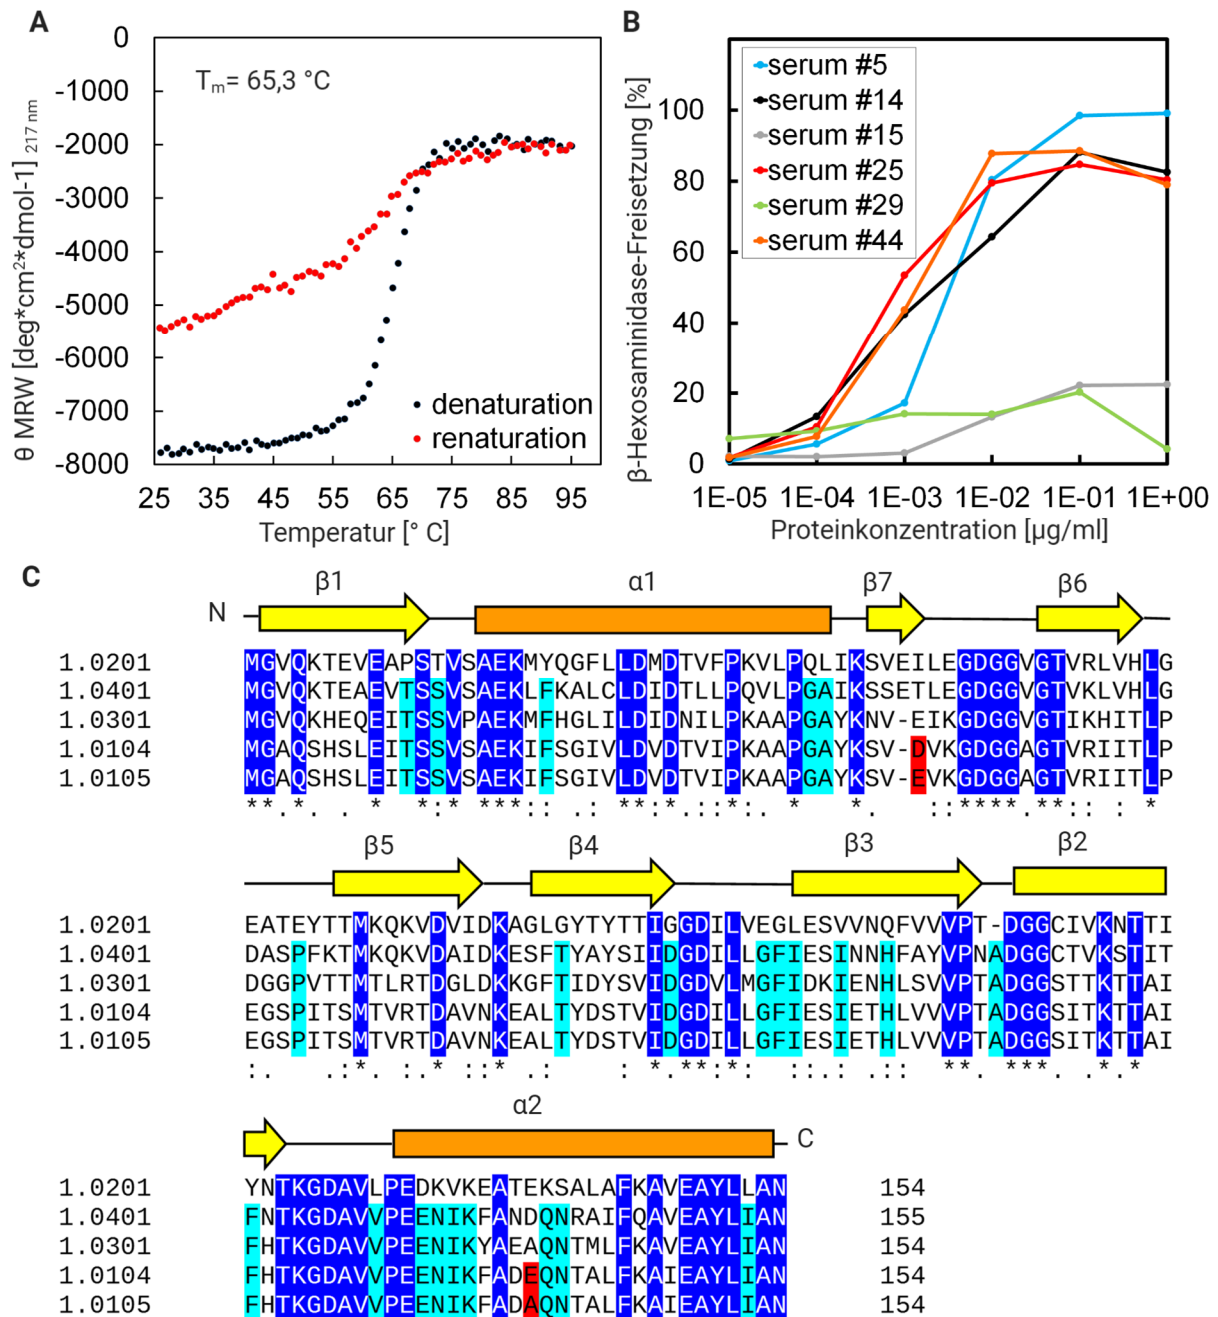 A
Tm= 65,3 °C
θ MRW [deg*cm²*dmol-1] 217 nm
0
-1000
-2000
-3000
-4000
-5000
-6000
-7000
-8000
denaturation
renaturation
25 35 45 55 65 75 85 95
Temperatur [° C]
B
β-Hexosaminidase-Freisetzung [%]
serum #5
serum #14
serum #15
serum #25
serum #29
serum #44
100
80
60
40
20
0
1E-05 1E-04 1E-03 1E-02 1E-01 1E+00
Proteinkonzentration [µg/ml]
C
β1 α1 β7 β6
N
1.0201 MGVQKTEVEAPSTVSAEKMYQGFLLDMDTVFPKVLPQLIKSVEILEGDGGVGTVRLVHLG
1.0401 MGVQKTEAEVTSSVSAEKLFKALCLDIDTLLPQVLPGAIKSSETLEGDGGVGTVKLVHLG
1.0301 MGVQKHEQEITSSVPAEKMFHGLILDIDNILPKAAPGAYKNV-EIKGDGGVGTIKHITLP
1.0104 MGAQSHSLEITSSVSAEKIFSGIVLDVDTVIPKAAPGAYKSV-DVKGDGGAGTVRIITLP
1.0105 MGAQSHSLEITSSVSAEKIFSGIVLDVDTVIPKAAPGAYKSV-EVKGDGGAGTVRIITLP
**.*. . * *.* ***:: .: **:*.::*:. * * :: ****.**:: : *
β5 β4 β3 β2
1.0201 EATEYTTMKQKVDVIDKAGLGYTYTTIGGDILVEGLESVVNQFVVVPT-DGGCIVKNTTI
1.0401 DASPFKTMKQKVDAIDKESFTYAYSIIDGDILLGFIESINNHFAYVPNADGGCTVKSTIT
1.0301 DGGPVTTMTLRTDGLDKKGFTIDYSVIDGDVLMGFIDKIENHLSVVPTADGGSTTKTTAI
1.0104 EGSPITSMTVRTDAVNKEALTYDSTVIDGDILLGFIESIETHLVVVPTADGGSITKTTAI
1.0105 EGSPITSMTVRTDAVNKEALTYDSTVIDGDILLGFIESIETHLVVVPTADGGSITKTTAI
:. .:*. :.*::* .: : *.**:*: ::.: .:: **. ***. .*.*
α2
C
1.0201 YNTKGDAVLPEDKVKEATEKSALAFKAVEAYLLAN 154
1.0401 FNTKGDAVVPEENIKFANDQNRAIFQAVEAYLIAN 155
1.0301 FHTKGDAVVPEENIKYAEAQNTMLFKAVEAYLIAN 154
1.0104 FHTKGDAVVPEENIKFADEQNTALFKAIEAYLIAN 154
1.0105 FHTKGDAVVPEENIKFADAQNTALFKAIEAYLIAN 154